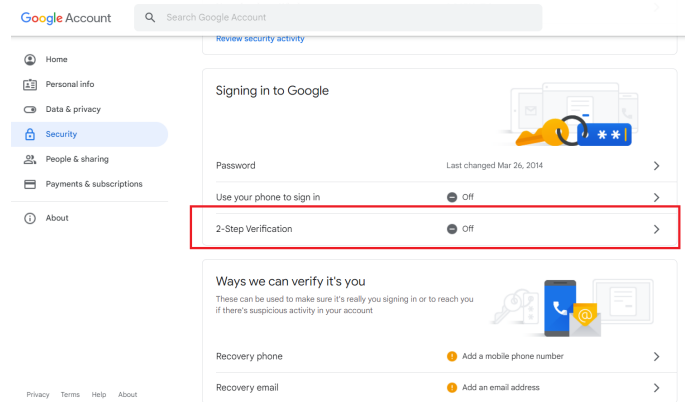 Google Account
Search Google Account
Review security activity
Home
Personal info
Data & privacy
Security
People & sharing
Payments & subscriptions
About
Signing in to Google
**
Password Last changed Mar 26, 2014
Use your phone to sign in Off
2-Step Verification Off
Ways we can verify it's you
These can be used to make sure it's really you signing in or to reach you
if there's suspicious activity in your account
@
Recovery phone ! Add a mobile phone number
Recovery email ! Add an email address
Privacy Terms Help About